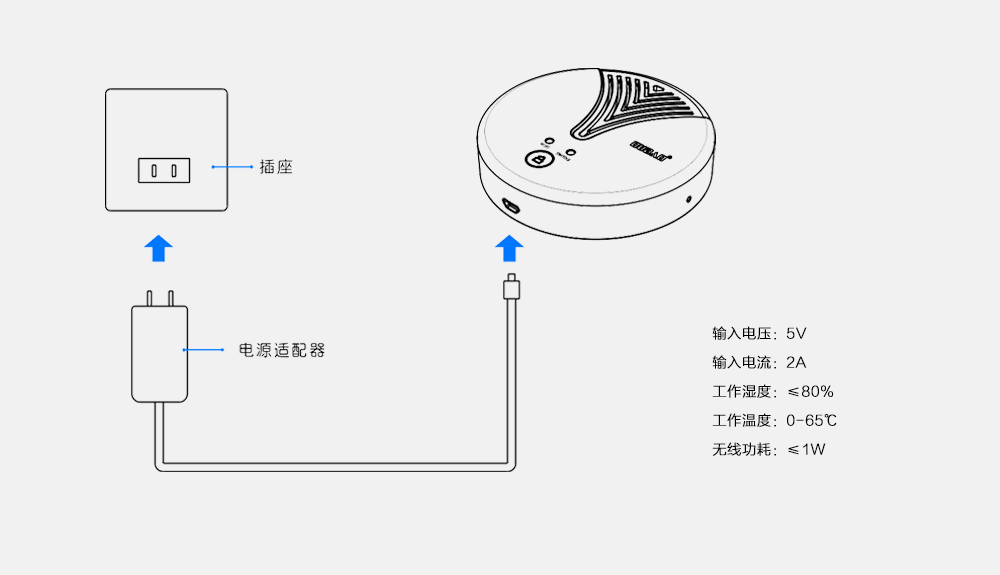 插座
电源适配器
输入电压：5V
输入电流：2A
工作湿度：≤80%
工作温度：0-65℃
无线功耗：≤1W